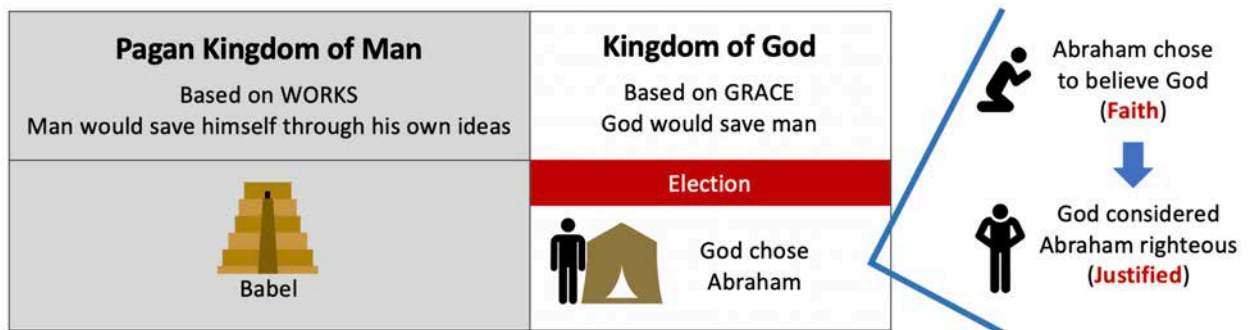 Pagan Kingdom of Man
Based on WORKS
Man would save himself through his own ideas
Babel
Kingdom of God
Based on GRACE
God would save man
Election
God chose
Abraham
Abraham chose
to believe God
(Faith)
God considered
Abraham righteous
(Justified)